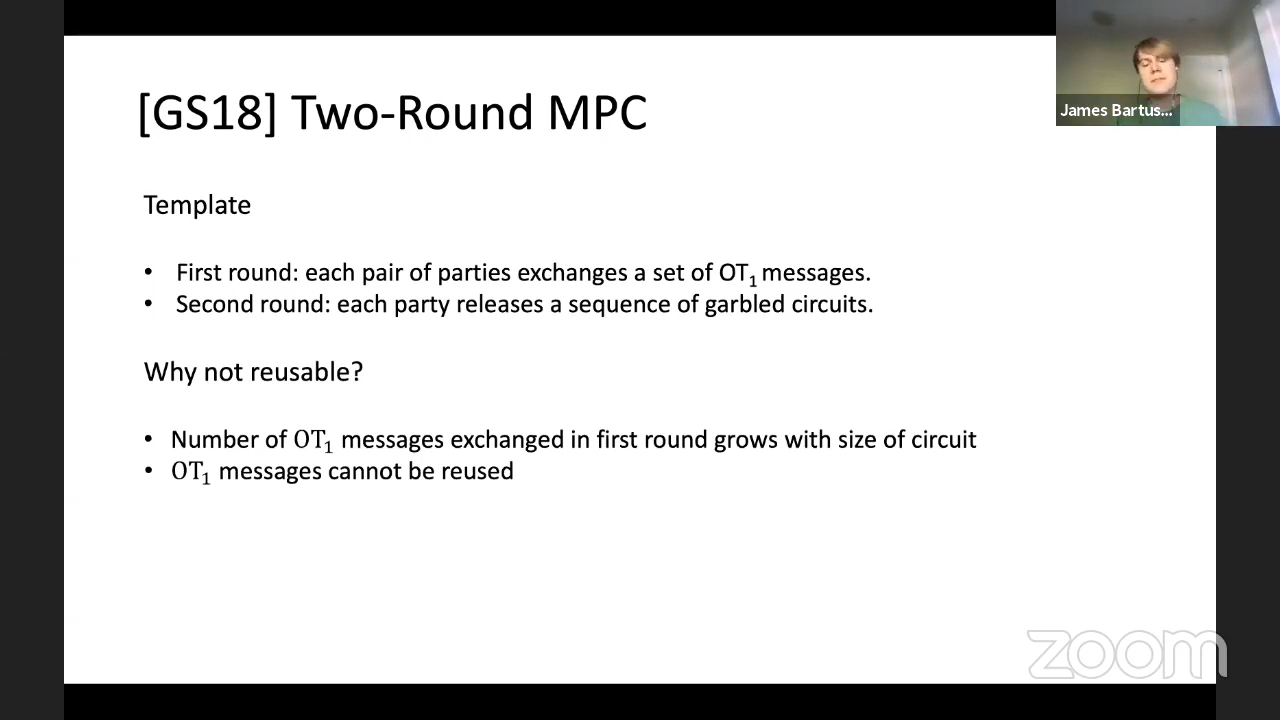 [GS18] Two-Round MPC
James Bartus...
Template
• First round: each pair of parties exchanges a set of OT₁ messages.
• Second round: each party releases a sequence of garbled circuits.
Why not reusable?
• Number of OT₁ messages exchanged in first round grows with size of circuit
• OT₁ messages cannot be reused
zoom